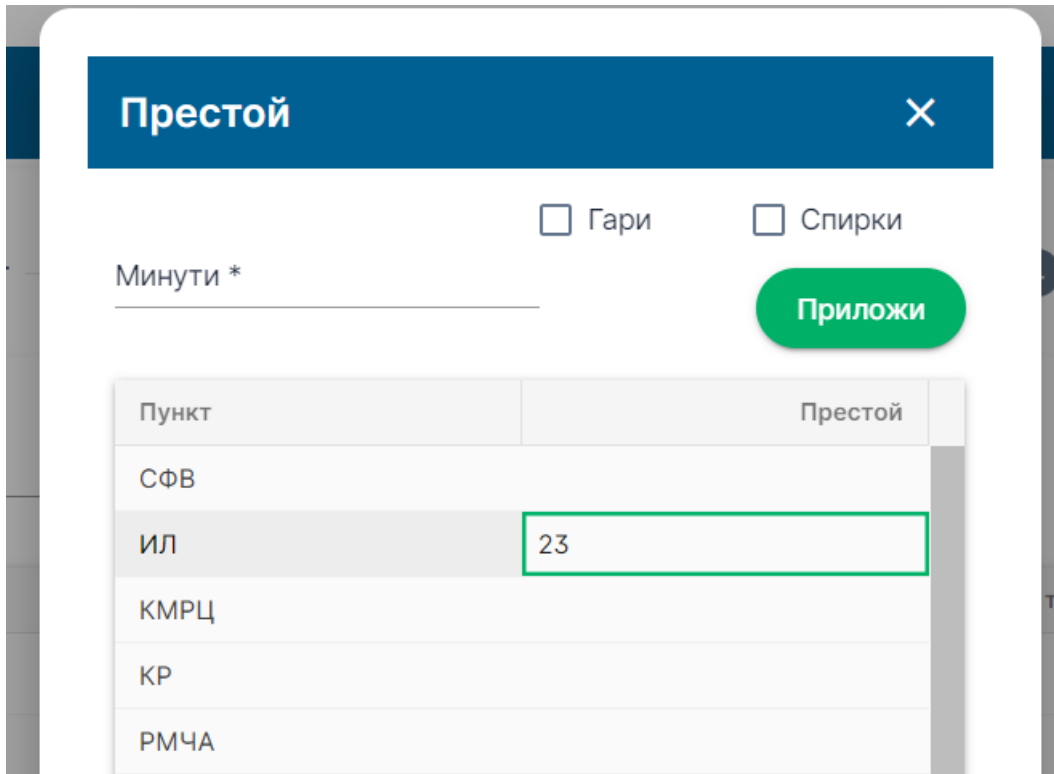 Престой
Гари Спирки
Минути *
Приложи
Пункт Престой
СФВ
ИЛ 23
КМРЦ
КР
РМЧА